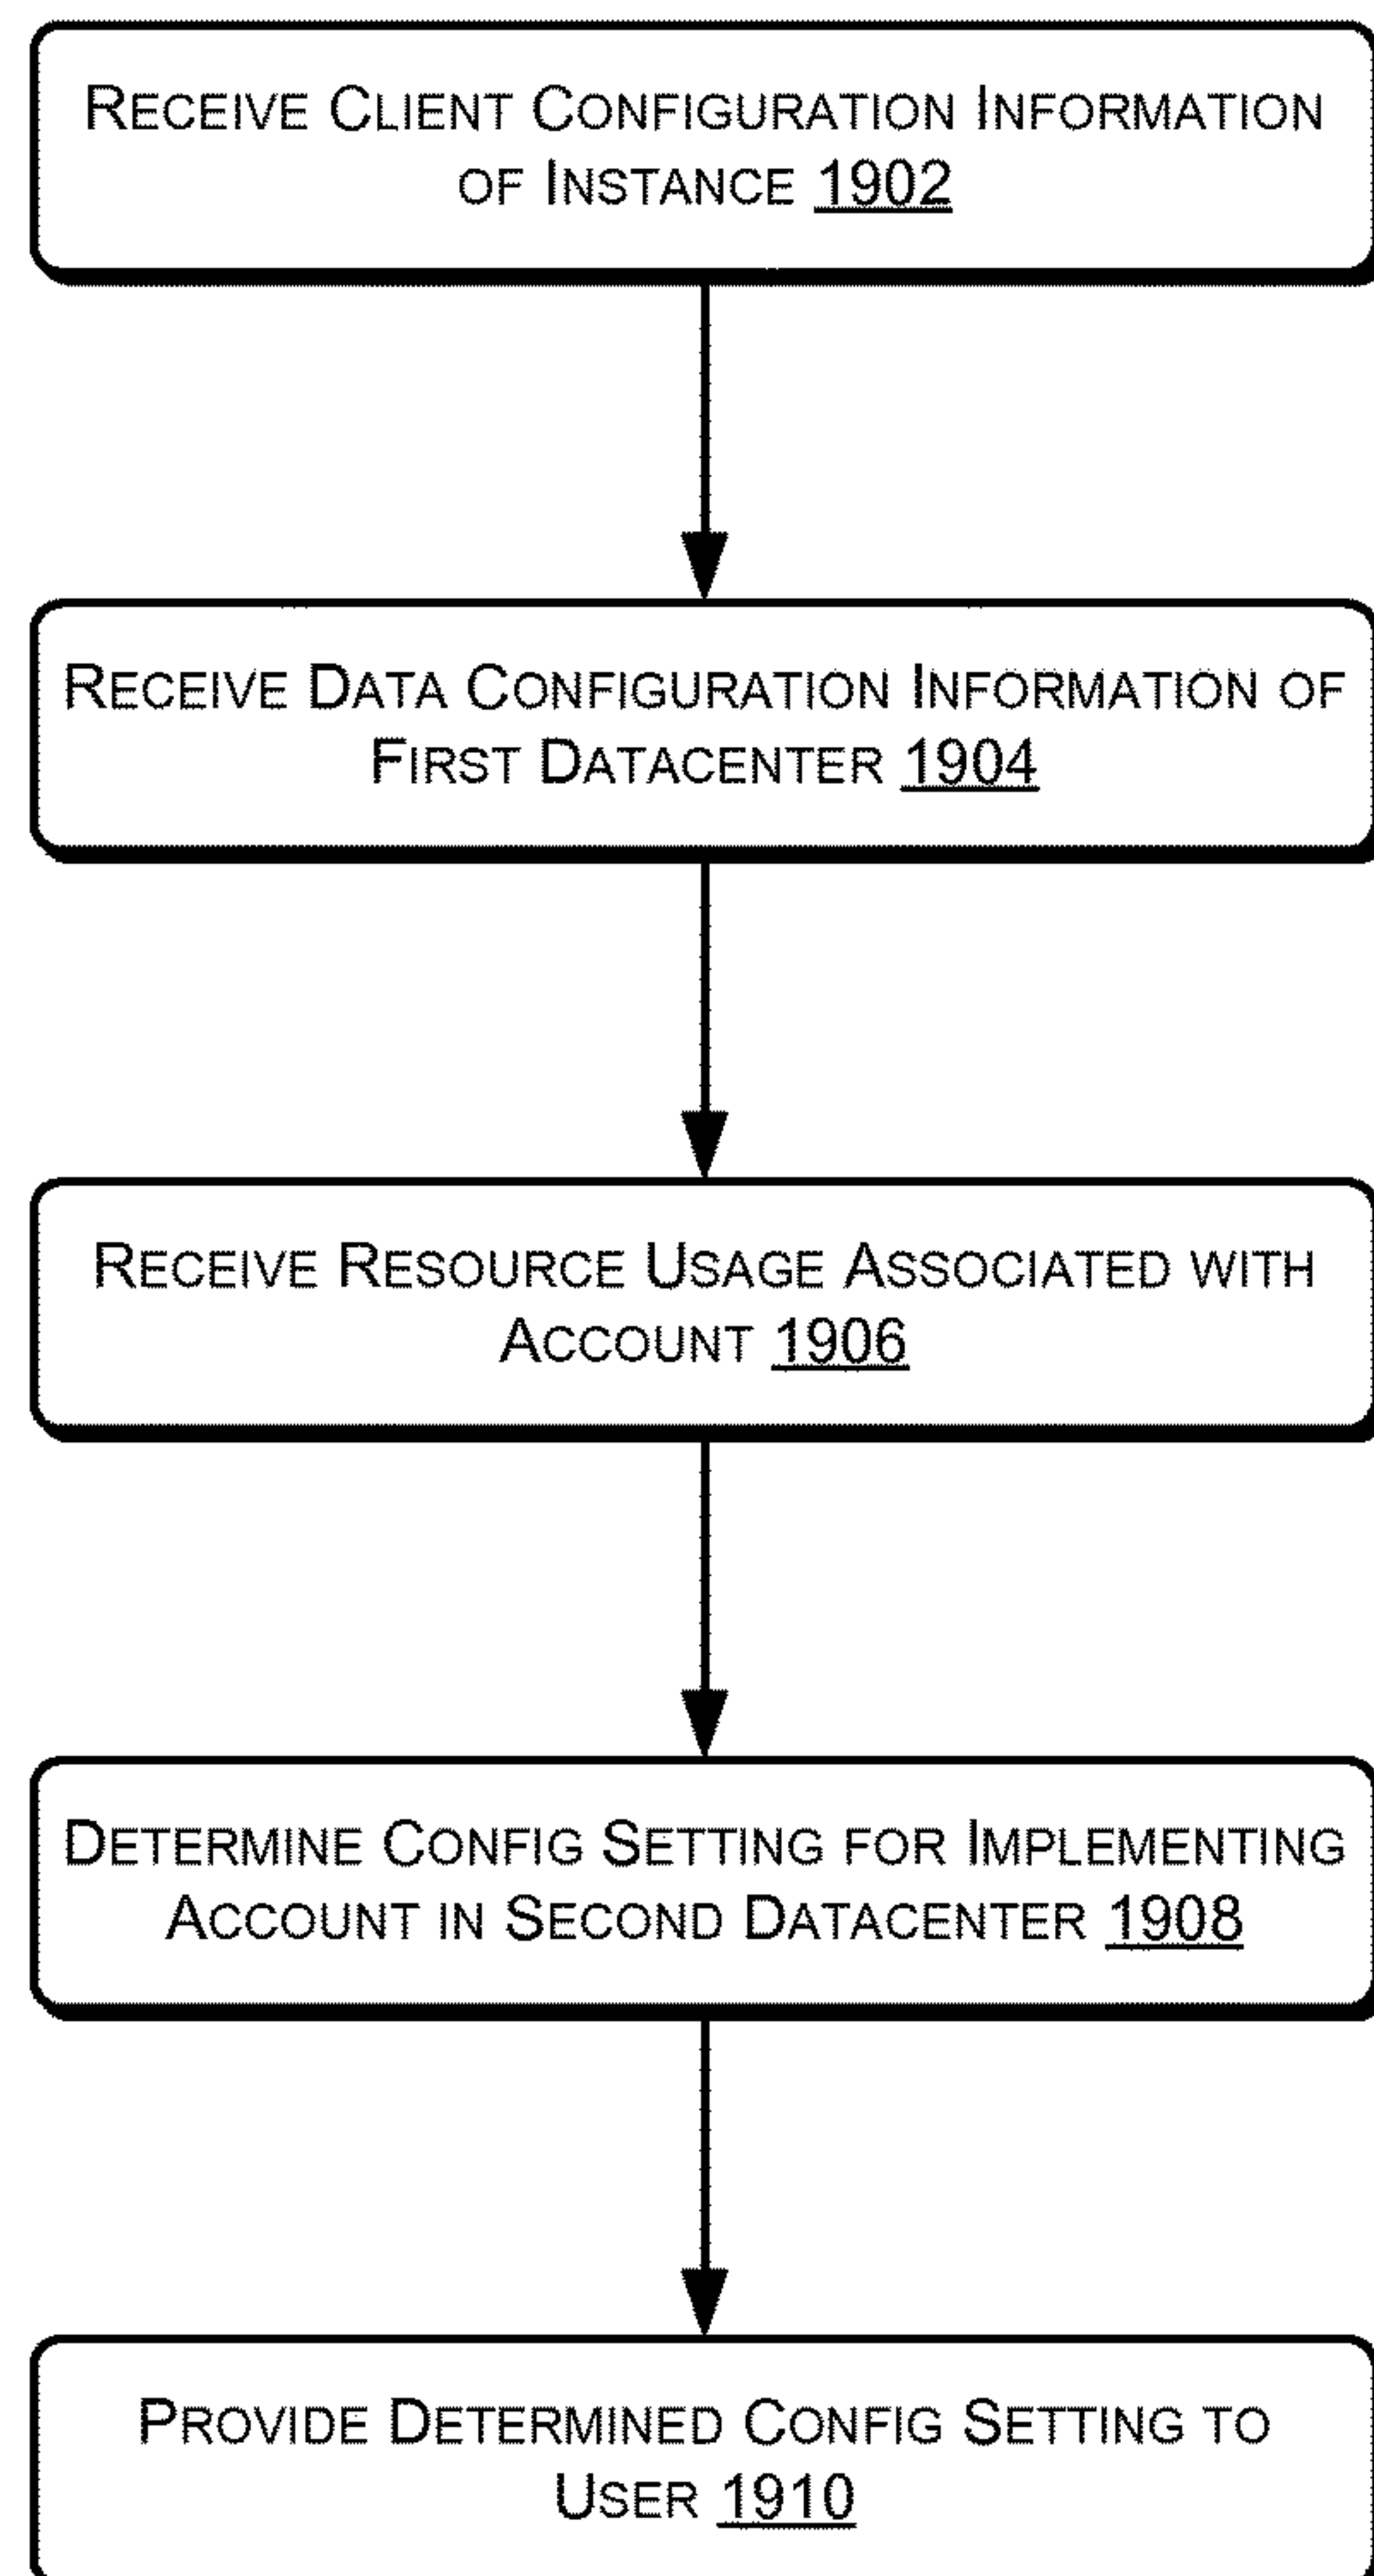 RECEIVE CLIENT CONFIGURATION INFORMATION
OF INSTANCE 1902
RECEIVE DATA CONFIGURATION INFORMATION OF
FIRST DATACENTER 1904
RECEIVE RESOURCE USAGE ASSOCIATED WITH
ACCOUNT 1906
DETERMINE CONFIG SETTING FOR IMPLEMENTING
ACCOUNT IN SECOND DATACENTER 1908
PROVIDE DETERMINED CONFIG SETTING TO
USER 1910